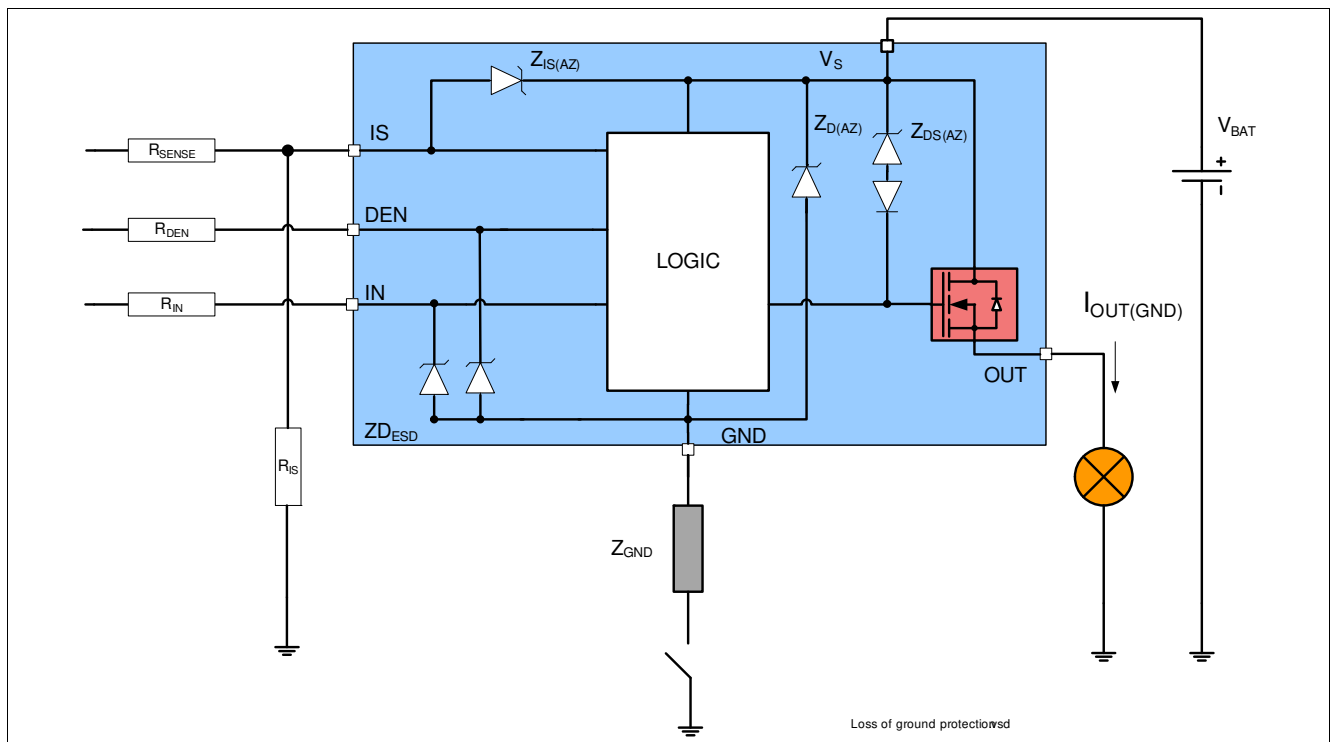 Z_IS(AZ)
V_S
IS
Z_D(AZ)
Z_DS(AZ)
V_BAT
R_SENSE
+
-
DEN
R_DEN
LOGIC
IN
R_IN
I_OUT(GND)
OUT
ZD_ESD
GND
R_IS
Z_GND
Loss of ground protectionvsd